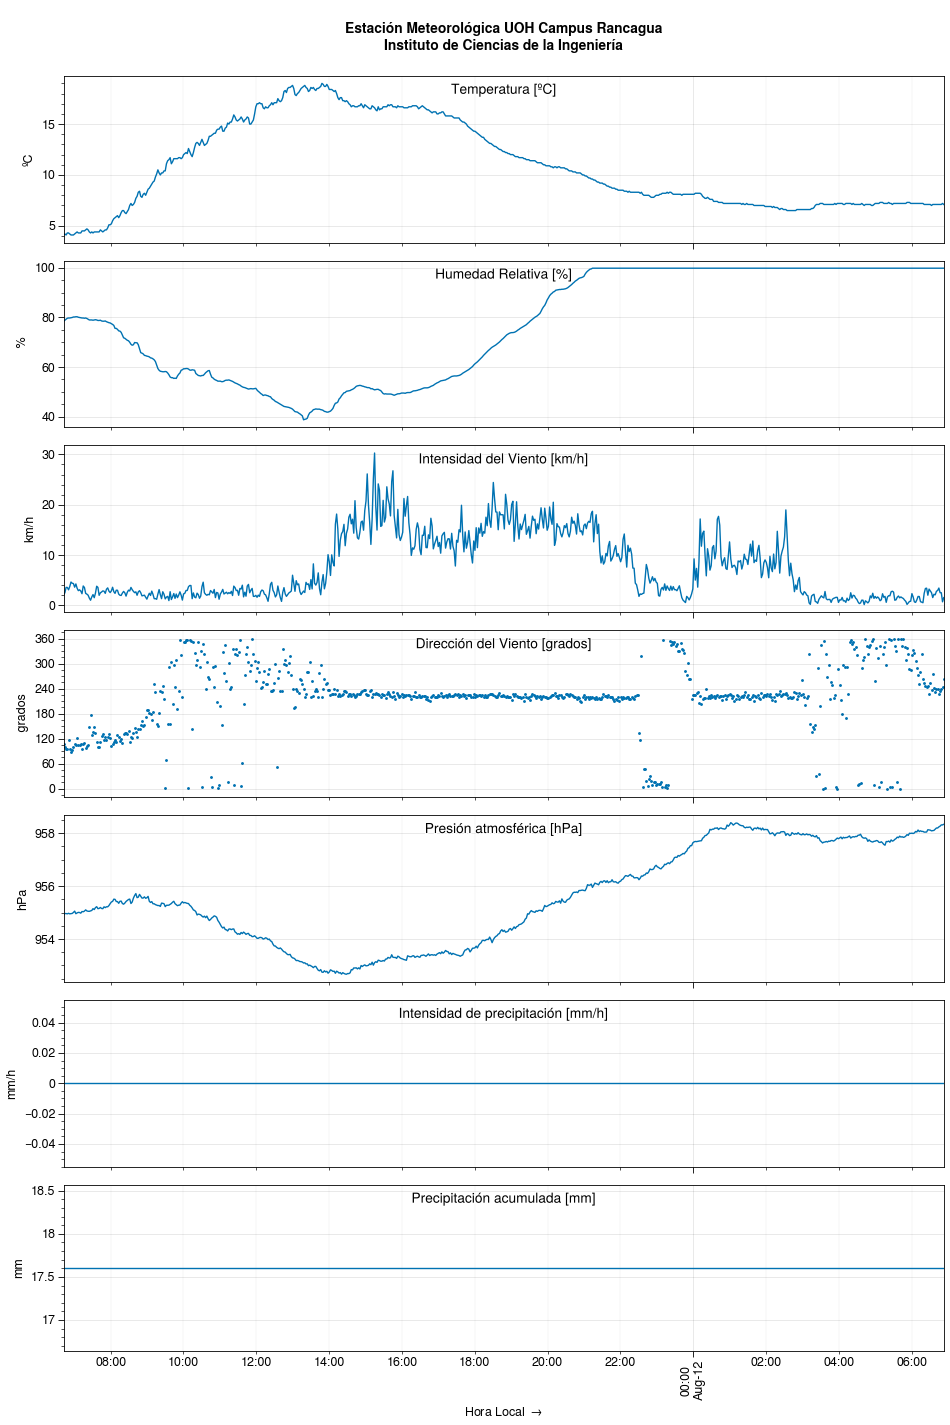 Estación Meteorológica UOH Campus Rancagua
Instituto de Ciencias de la Ingeniería
Temperatura [ºC]
ºC
15
10
5
Humedad Relativa [%]
%
100
80
60
40
Intensidad del Viento [km/h]
km/h
30
20
10
0
Dirección del Viento [grados]
grados
360
300
240
180
120
60
0
Presión atmosférica [hPa]
hPa
958
956
954
Intensidad de precipitación [mm/h]
mm/h
0.04
0.02
0
−0.02
−0.04
Precipitación acumulada [mm]
mm
18.5
18
17.5
17
08:00 10:00 12:00 14:00 16:00 18:00 20:00 22:00 00:00 02:00 04:00 06:00
Aug-12
Hora Local →